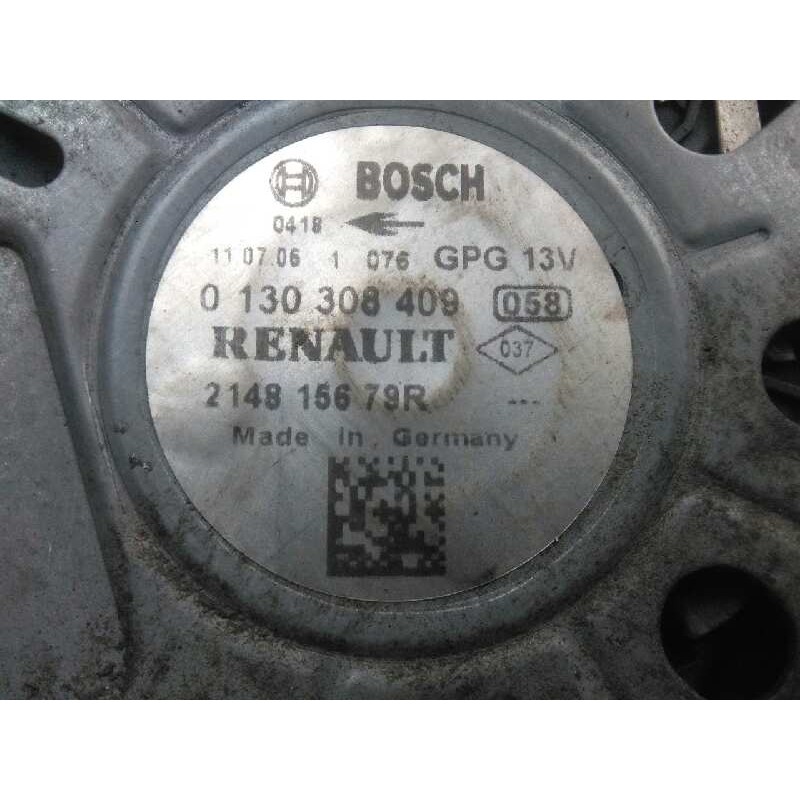 BOSCH
0418
11 07.06 1 076 GPG 13V
0 130 308 409 058
RENAULT 037
2148 156 79R ---
Made in Germany